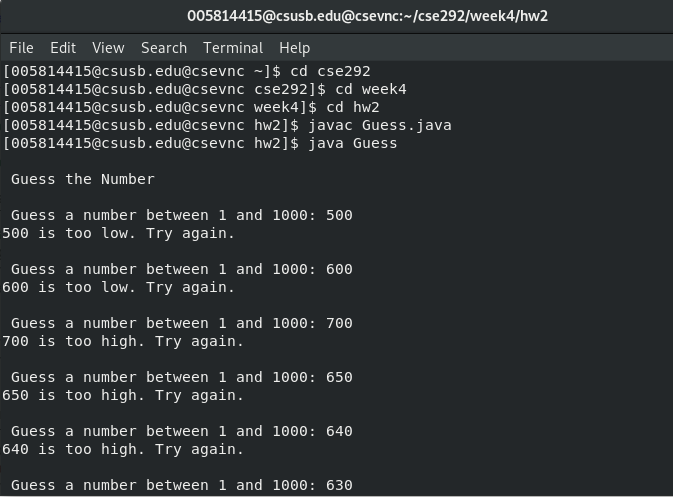 005814415@csusb.edu@csevnc:~/cse292/week4/hw2
File Edit View Search Terminal Help
[005814415@csusb.edu@csevnc ~]$ cd cse292
[005814415@csusb.edu@csevnc cse292]$ cd week4
[005814415@csusb.edu@csevnc week4]$ cd hw2
[005814415@csusb.edu@csevnc hw2]$ javac Guess.java
[005814415@csusb.edu@csevnc hw2]$ java Guess
Guess the Number
Guess a number between 1 and 1000: 500
500 is too low. Try again.
Guess a number between 1 and 1000: 600
600 is too low. Try again.
Guess a number between 1 and 1000: 700
700 is too high. Try again.
Guess a number between 1 and 1000: 650
650 is too high. Try again.
Guess a number between 1 and 1000: 640
640 is too high. Try again.
Guess a number between 1 and 1000: 630